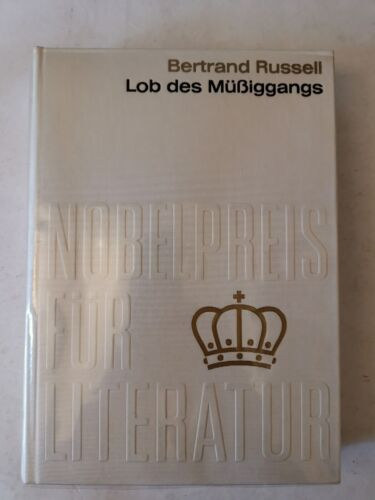 Bertrand Russell
Lob des Müßiggangs
NOBELPREIS
FÜR
LITERATUR